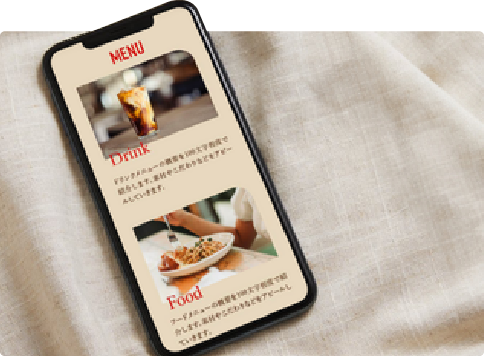 MENU
Drink
ドリンクメニューの概要を100文字程度で
紹介します。素材やこだわりなどをアピー
ルしていきます。
Food
フードメニューの概要を100文字程度で紹
介します。素材やこだわりなどをアピールし
ていきます。